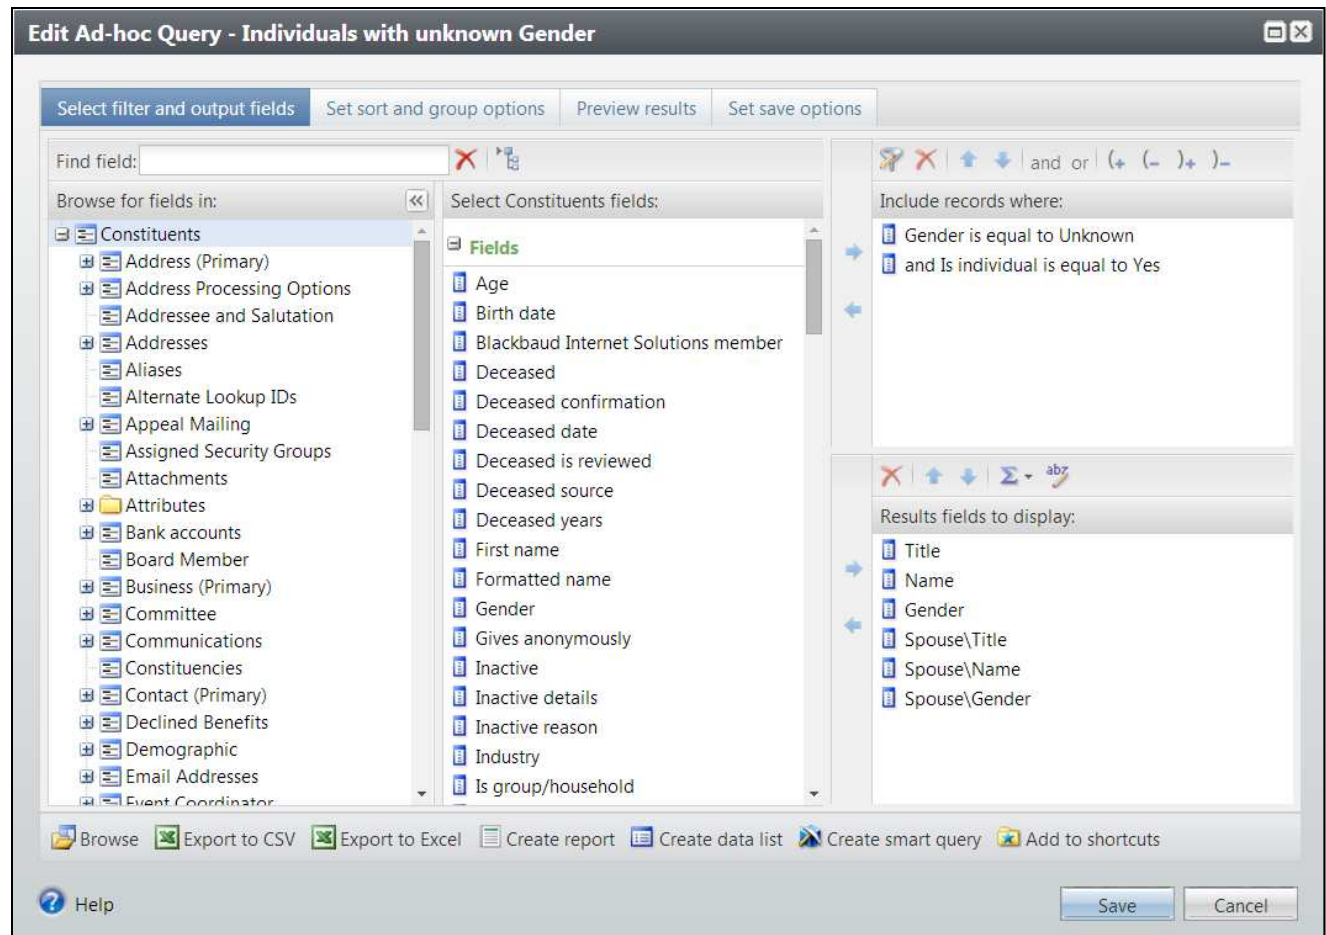 Edit Ad-hoc Query - Individuals with unknown Gender
Select filter and output fields
Set sort and group options
Preview results
Set save options
Find field:
and or (+ (- )+ )-
Browse for fields in:
Select Constituents fields:
Include records where:
Constituents
Address (Primary)
Address Processing Options
Addressee and Salutation
Addresses
Aliases
Alternate Lookup IDs
Appeal Mailing
Assigned Security Groups
Attachments
Attributes
Bank accounts
Board Member
Business (Primary)
Committee
Communications
Constituencies
Contact (Primary)
Declined Benefits
Demographic
Email Addresses
Event Coordinator
Fields
Age
Birth date
Blackbaud Internet Solutions member
Deceased
Deceased confirmation
Deceased date
Deceased is reviewed
Deceased source
Deceased years
First name
Formatted name
Gender
Gives anonymously
Inactive
Inactive details
Inactive reason
Industry
Is group/household
Gender is equal to Unknown
and Is individual is equal to Yes
Σ abz
Results fields to display:
Title
Name
Gender
Spouse\Title
Spouse\Name
Spouse\Gender
Browse
Export to CSV
Export to Excel
Create report
Create data list
Create smart query
Add to shortcuts
Help
Save
Cancel